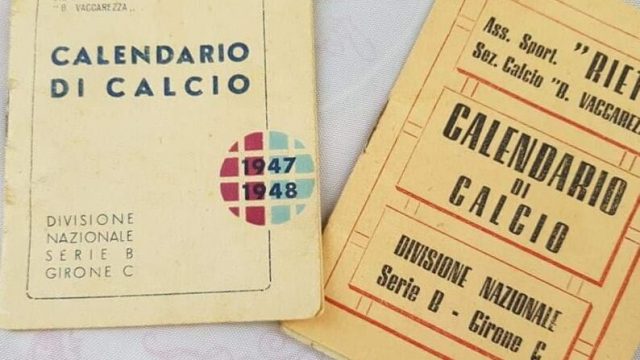 "B. VACCAREZZA"
CALENDARIO
DI CALCIO
1947
1948
DIVISIONE
NAZIONALE
SERIE B
GIRONE C
Ass. Sport. "RIET
Sez. Calcio "B. VACCAREZZA
CALENDARIO
DI
CALCIO
DIVISIONE NAZIONALE
Serie B - Girone C